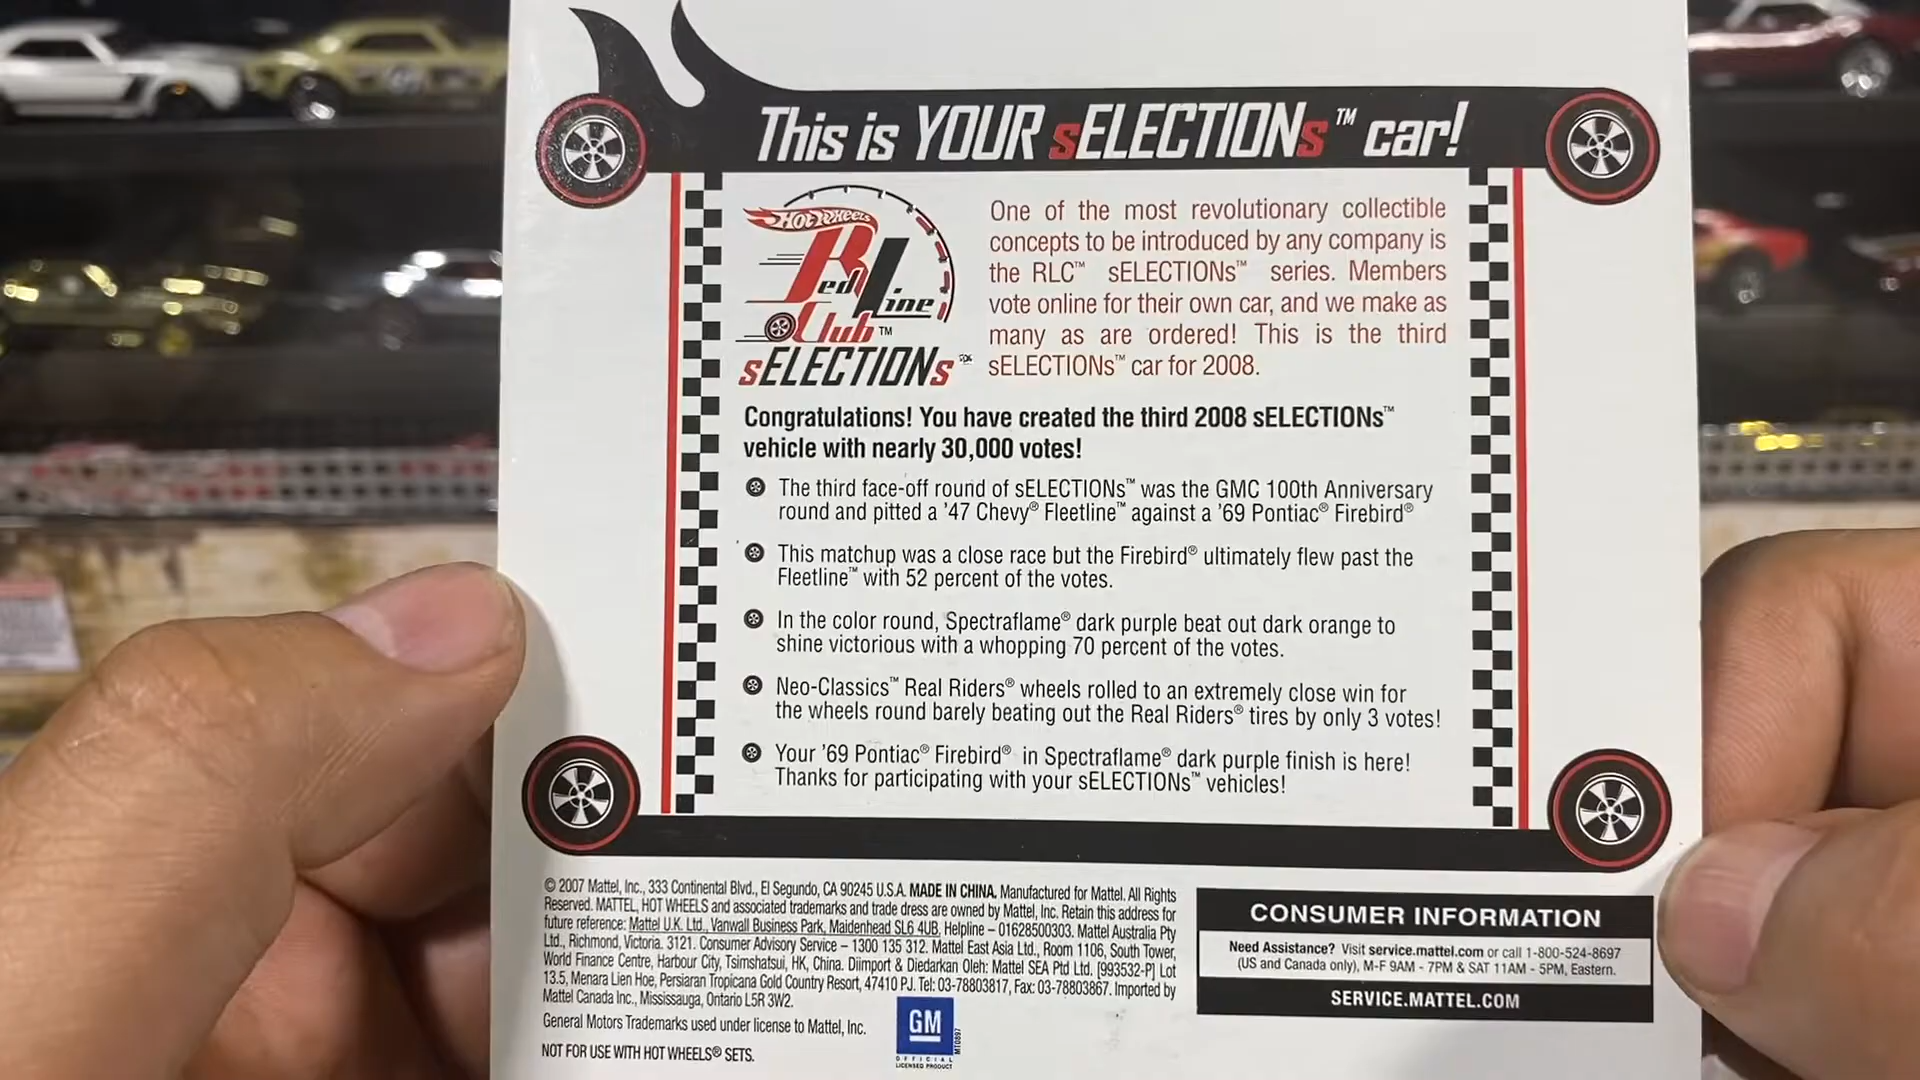 This is YOUR sELECTIONs™ car!
HOT WHEELS
Red Line
Club™
sELECTIONs™
One of the most revolutionary collectible
concepts to be introduced by any company is
the RLC™ sELECTIONs™ series. Members
vote online for their own car, and we make as
many as are ordered! This is the third
sELECTIONs™ car for 2008.
Congratulations! You have created the third 2008 sELECTIONs™
vehicle with nearly 30,000 votes!
The third face-off round of sELECTIONs™ was the GMC 100th Anniversary
round and pitted a '47 Chevy® Fleetline™ against a '69 Pontiac® Firebird®
This matchup was a close race but the Firebird® ultimately flew past the
Fleetline™ with 52 percent of the votes.
In the color round, Spectraflame® dark purple beat out dark orange to
shine victorious with a whopping 70 percent of the votes.
Neo-Classics™ Real Riders® wheels rolled to an extremely close win for
the wheels round barely beating out the Real Riders® tires by only 3 votes!
Your '69 Pontiac® Firebird® in Spectraflame® dark purple finish is here!
Thanks for participating with your sELECTIONs™ vehicles!
© 2007 Mattel, Inc., 333 Continental Blvd., El Segundo, CA 90245 U.S.A. MADE IN CHINA. Manufactured for Mattel. All Rights
Reserved. MATTEL, HOT WHEELS and associated trademarks and trade dress are owned by Mattel, Inc. Retain this address for
future reference: Mattel U.K. Ltd., Vanwall Business Park, Maidenhead SL6 4UB, Helpline – 01628500303. Mattel Australia Pty
Ltd., Richmond, Victoria. 3121. Consumer Advisory Service – 1300 135 312. Mattel East Asia Ltd., Room 1106, South Tower,
World Finance Centre, Harbour City, Tsimshatsui, HK, China. Diimport & Diedarkan Oleh: Mattel SEA Ptd Ltd. [993532-P] Lot
13.5, Menara Lien Hoe, Persiaran Tropicana Gold Country Resort, 47410 PJ. Tel: 03-78803817, Fax: 03-78803867. Imported by
Mattel Canada Inc., Mississauga, Ontario L5R 3W2.
General Motors Trademarks used under license to Mattel, Inc.
NOT FOR USE WITH HOT WHEELS® SETS.
GM
OFFICIAL
LICENSED PRODUCT
MT0897
CONSUMER INFORMATION
Need Assistance? Visit service.mattel.com or call 1-800-524-8697
(US and Canada only), M-F 9AM - 7PM & SAT 11AM - 5PM, Eastern.
SERVICE.MATTEL.COM